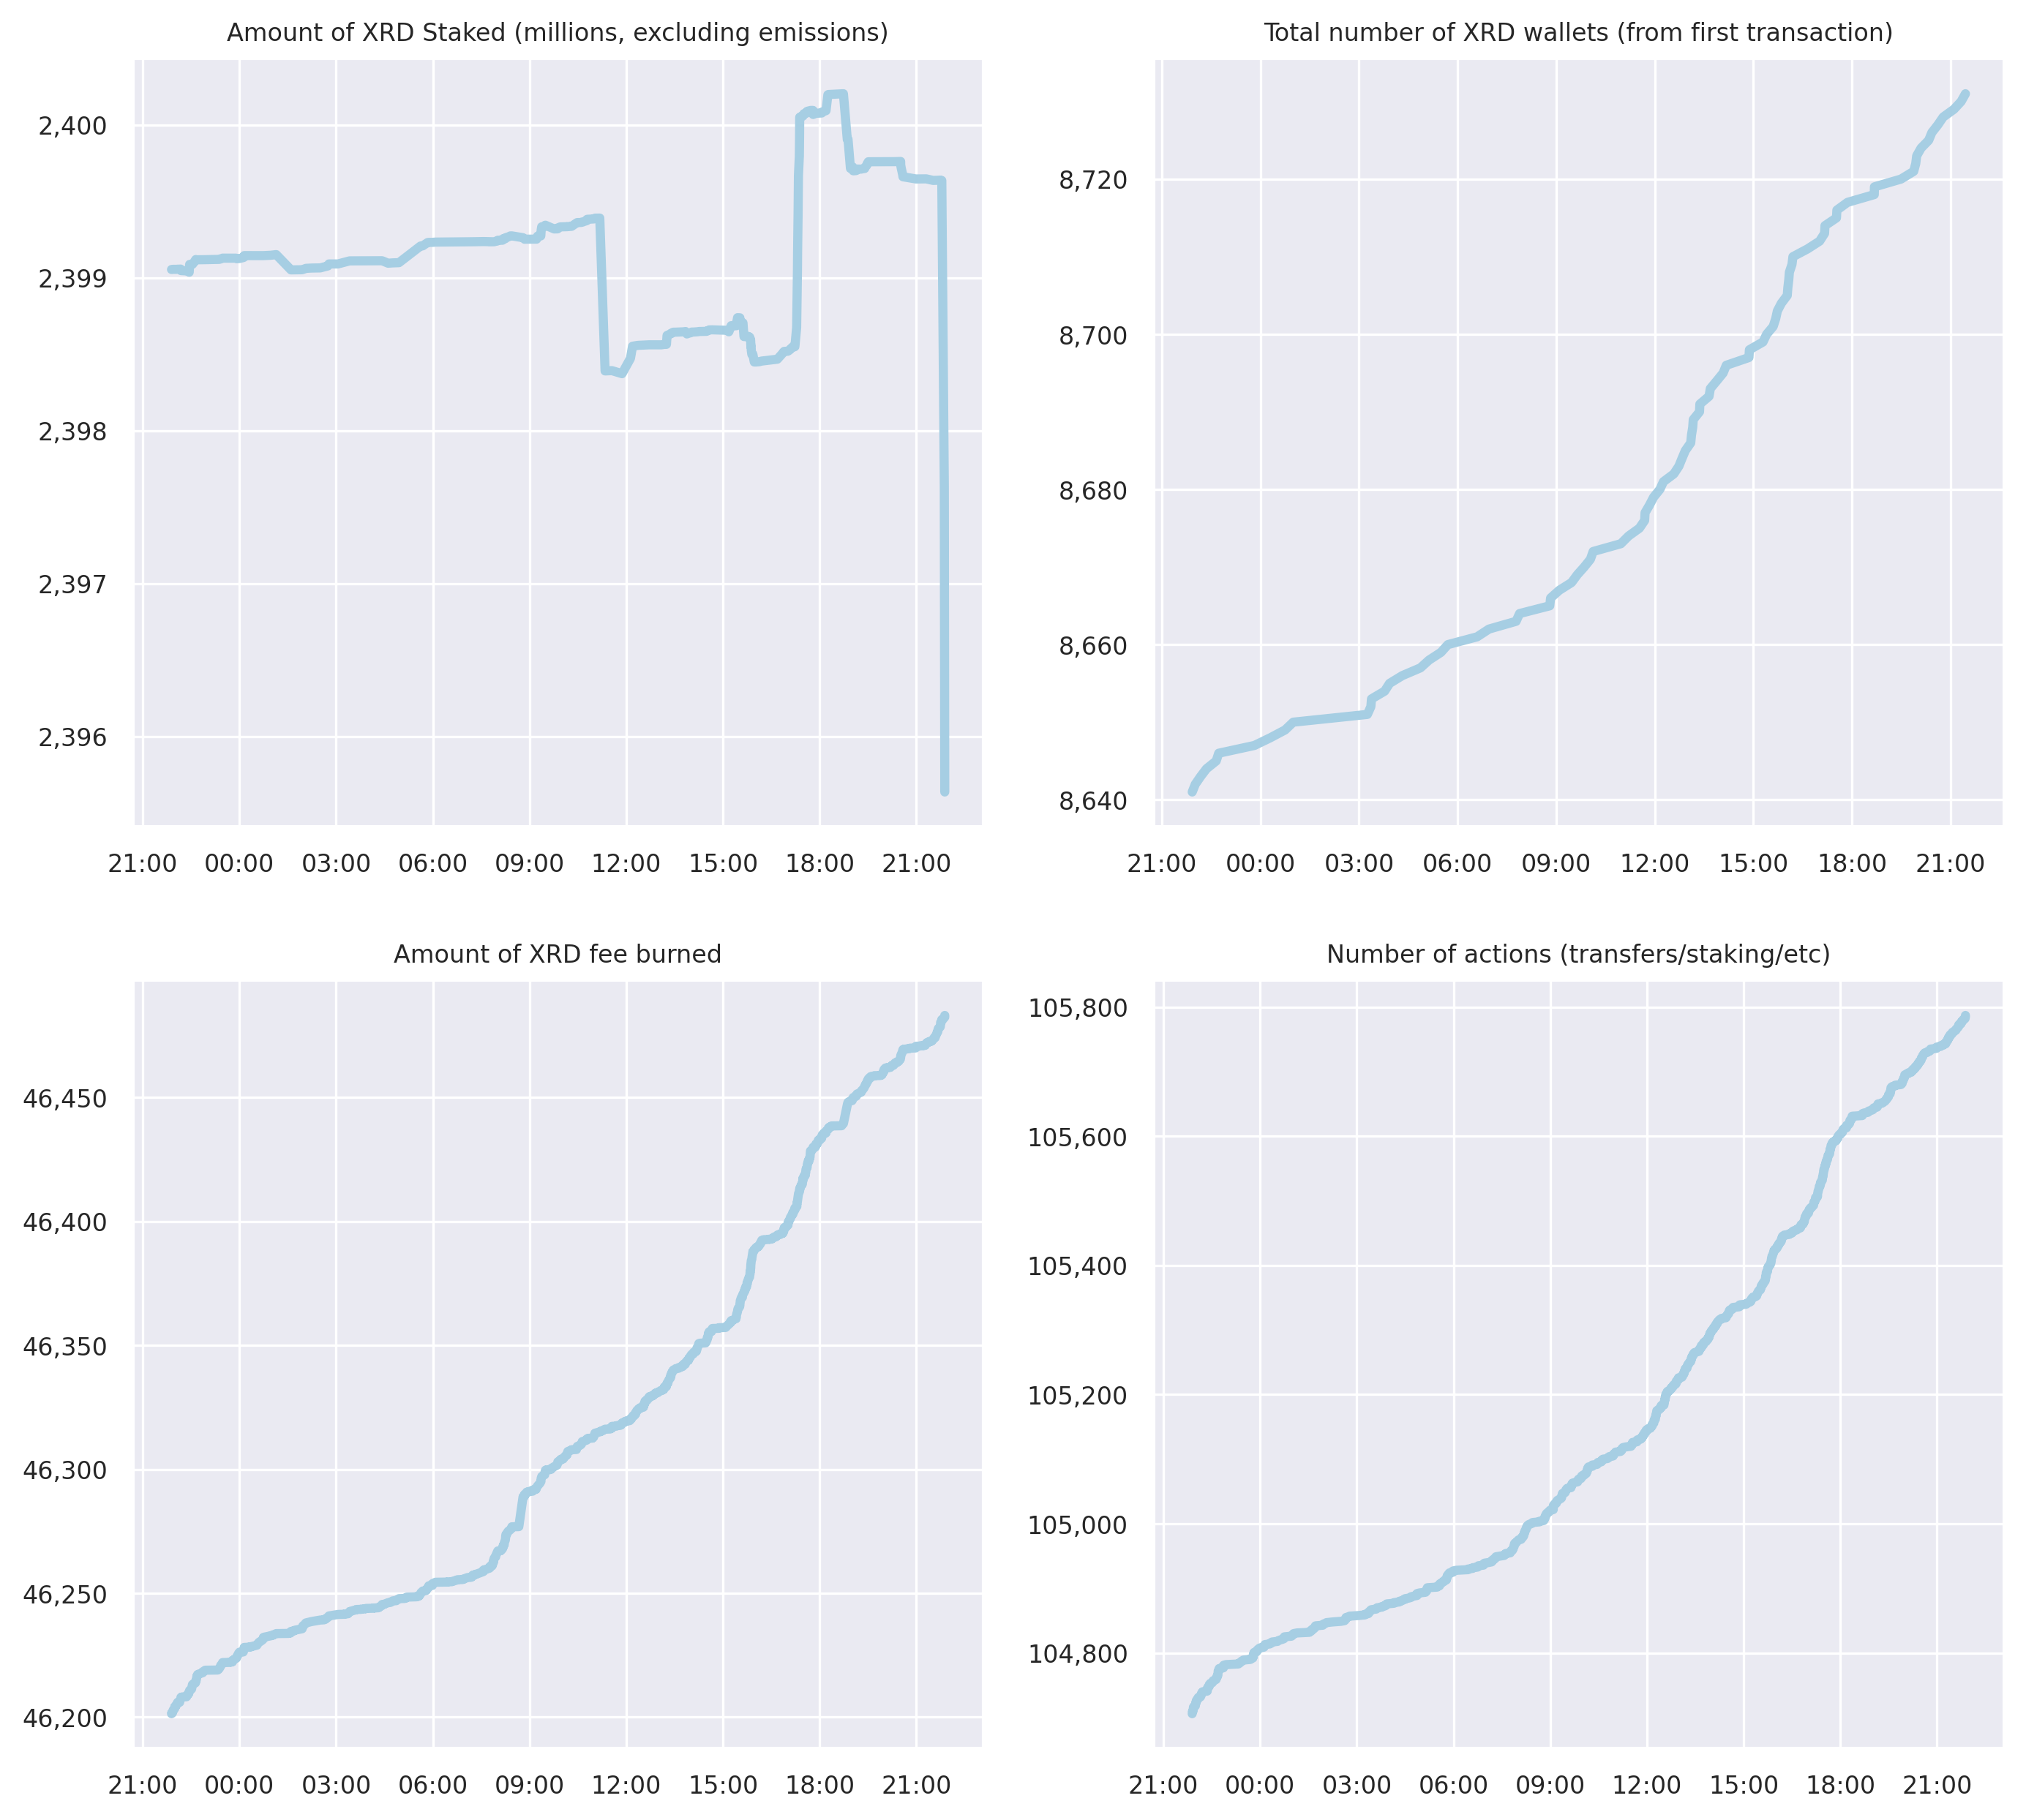 Amount of XRD Staked (millions, excluding emissions)
2,400
2,399
2,398
2,397
2,396
21:00 00:00 03:00 06:00 09:00 12:00 15:00 18:00 21:00
Total number of XRD wallets (from first transaction)
8,720
8,700
8,680
8,660
8,640
21:00 00:00 03:00 06:00 09:00 12:00 15:00 18:00 21:00
Amount of XRD fee burned
46,450
46,400
46,350
46,300
46,250
46,200
21:00 00:00 03:00 06:00 09:00 12:00 15:00 18:00 21:00
Number of actions (transfers/staking/etc)
105,800
105,600
105,400
105,200
105,000
104,800
21:00 00:00 03:00 06:00 09:00 12:00 15:00 18:00 21:00